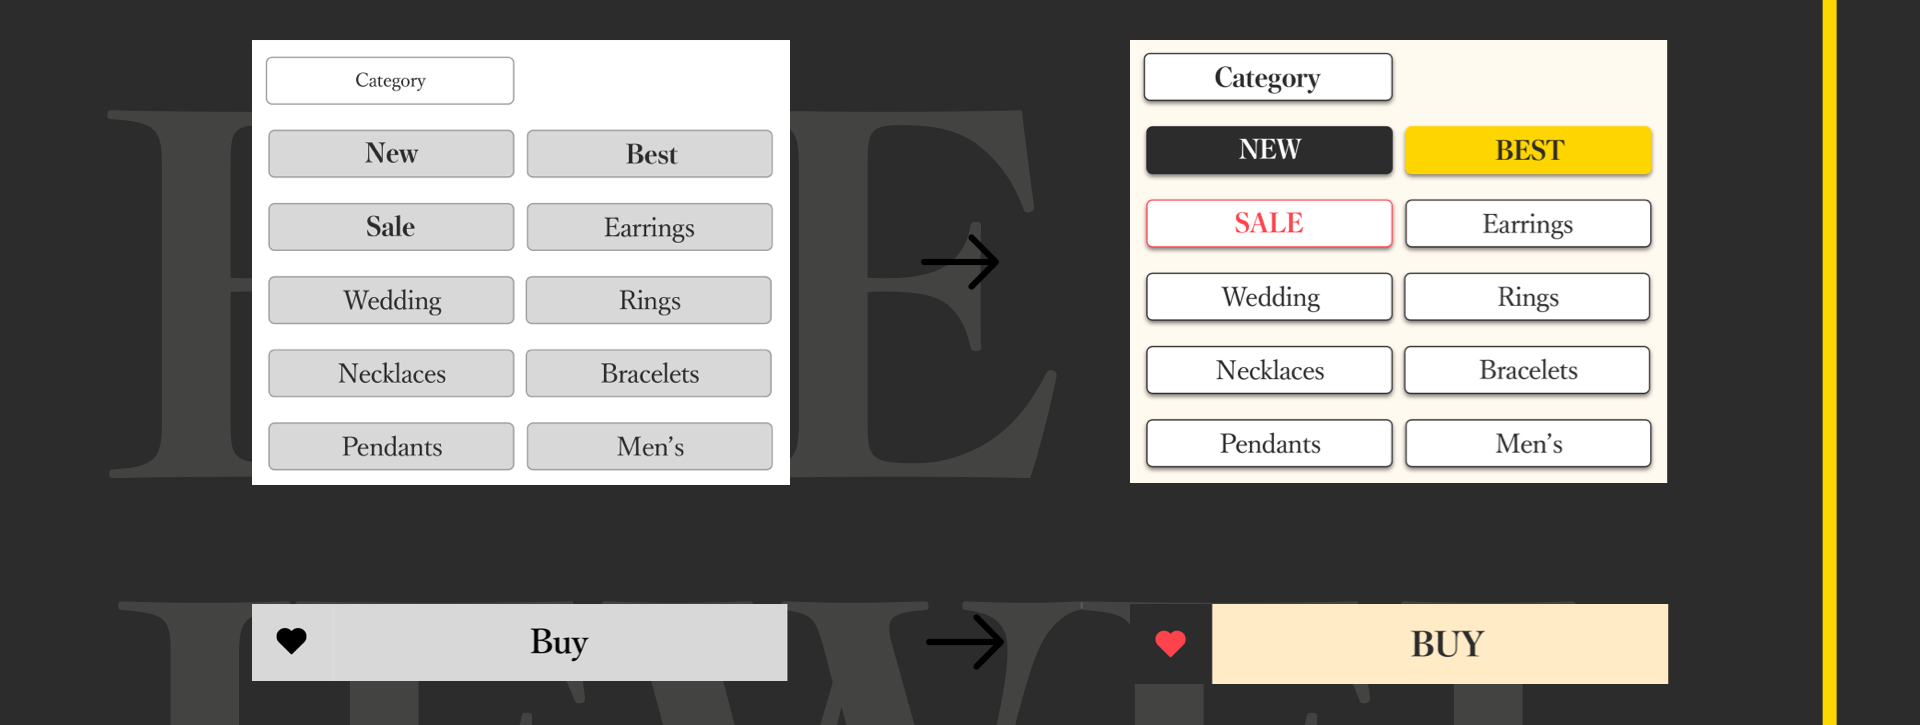 Category
New Best
Sale Earrings
Wedding Rings
Necklaces Bracelets
Pendants Men’s
Category
NEW BEST
SALE Earrings
Wedding Rings
Necklaces Bracelets
Pendants Men’s
Buy
BUY